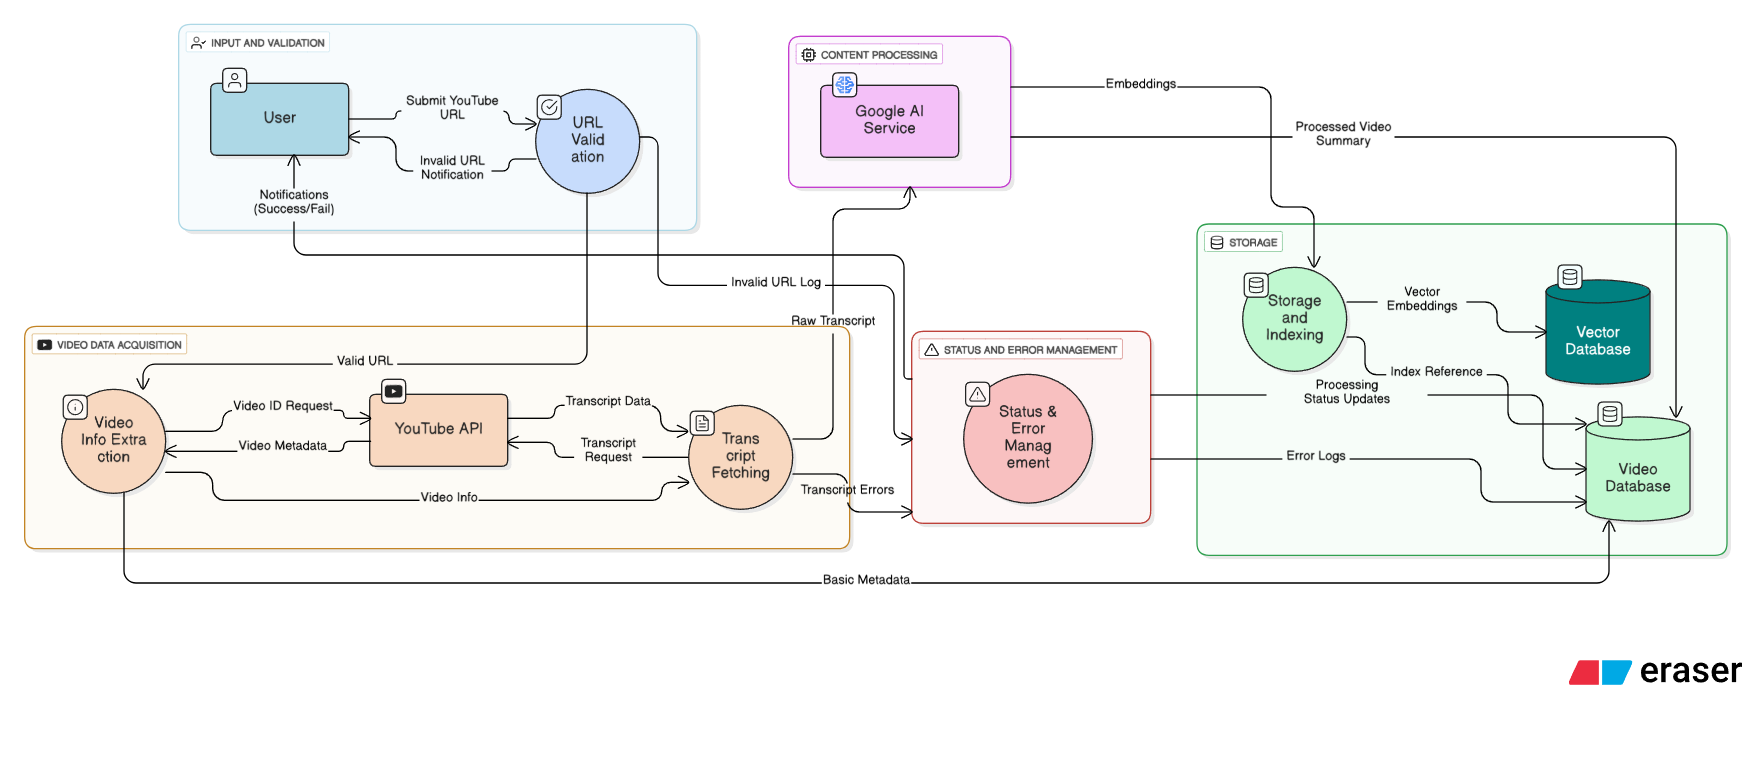 INPUT AND VALIDATION
User
Submit YouTube
URL
Invalid URL
Notification
URL
Valid
ation
Notifications
(Success/Fail)
CONTENT PROCESSING
Google AI
Service
Embeddings
Processed Video
Summary
Invalid URL Log
Raw Transcript
VIDEO DATA ACQUISITION
Valid URL
Video
Info Extra
ction
Video ID Request
Video Metadata
YouTube API
Transcript Data
Transcript
Request
Trans
cript
Fetching
Video Info
Transcript Errors
STATUS AND ERROR MANAGEMENT
Status &
Error
Manag
ement
STORAGE
Storage
and
Indexing
Vector
Embeddings
Vector
Database
Index Reference
Processing
Status Updates
Error Logs
Video
Database
Basic Metadata
eraser